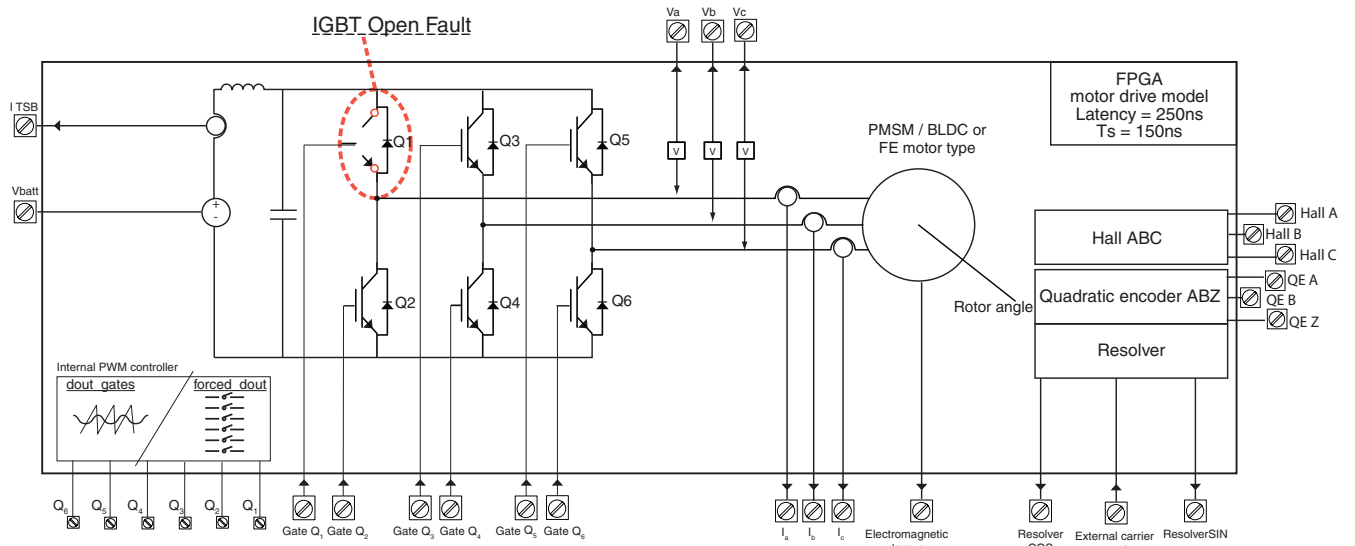 IGBT Open Fault
Va
Vb
Vc
FPGA
motor drive model
Latency = 250ns
Ts = 150ns
I TSB
Vbatt
+
-
Q1
Q3
Q5
Q2
Q4
Q6
V
V
V
PMSM / BLDC or
FE motor type
Rotor angle
Hall ABC
Hall A
Hall B
Hall C
Quadratic encoder ABZ
QE A
QE B
QE Z
Resolver
Internal PWM controller
dout_gates
forced_dout
Q6
Q5
Q4
Q3
Q2
Q1
Gate Q1
Gate Q2
Gate Q3
Gate Q4
Gate Q5
Gate Q6
Ia
Ib
Ic
Electromagnetic
Resolver
External carrier
ResolverSIN